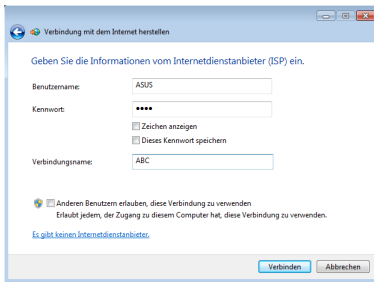 Verbindung mit dem Internet herstellen
Geben Sie die Informationen vom Internetdienstanbieter (ISP) ein.
Benutzername: ASUS
Kennwort: ••••
Zeichen anzeigen
Dieses Kennwort speichern
Verbindungsname: ABC
Anderen Benutzern erlauben, diese Verbindung zu verwenden
Erlaubt jedem, der Zugang zu diesem Computer hat, diese Verbindung zu verwenden.
Es gibt keinen Internetdienstanbieter.
Verbinden Abbrechen